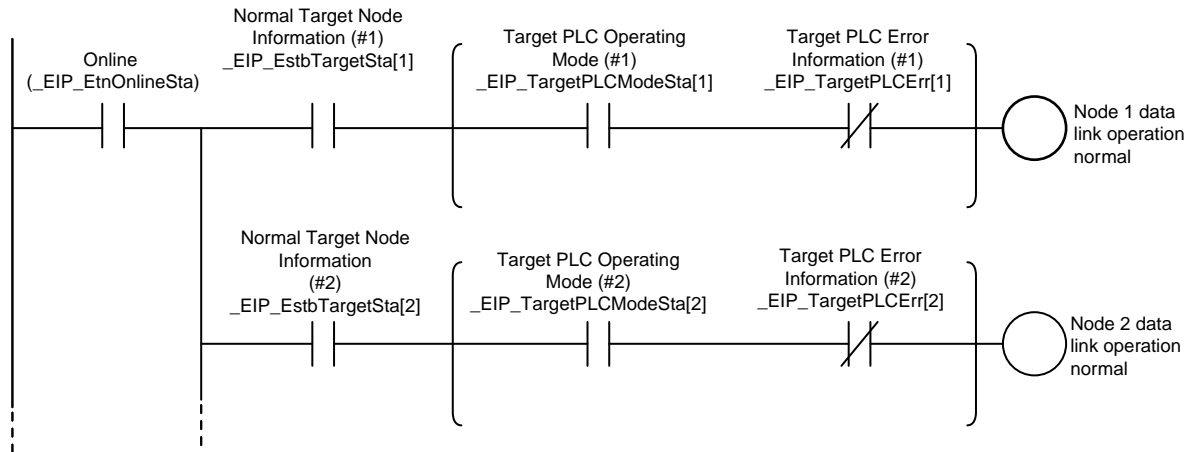 Online
(_EIP_EtnOnlineSta)
Normal Target Node
Information (#1)
_EIP_EstbTargetSta[1]
Target PLC Operating
Mode (#1)
_EIP_TargetPLCModeSta[1]
Target PLC Error
Information (#1)
_EIP_TargetPLCErr[1]
Node 1 data
link operation
normal
Normal Target Node
Information
(#2)
_EIP_EstbTargetSta[2]
Target PLC Operating
Mode (#2)
_EIP_TargetPLCModeSta[2]
Target PLC Error
Information (#2)
_EIP_TargetPLCErr[2]
Node 2 data
link operation
normal